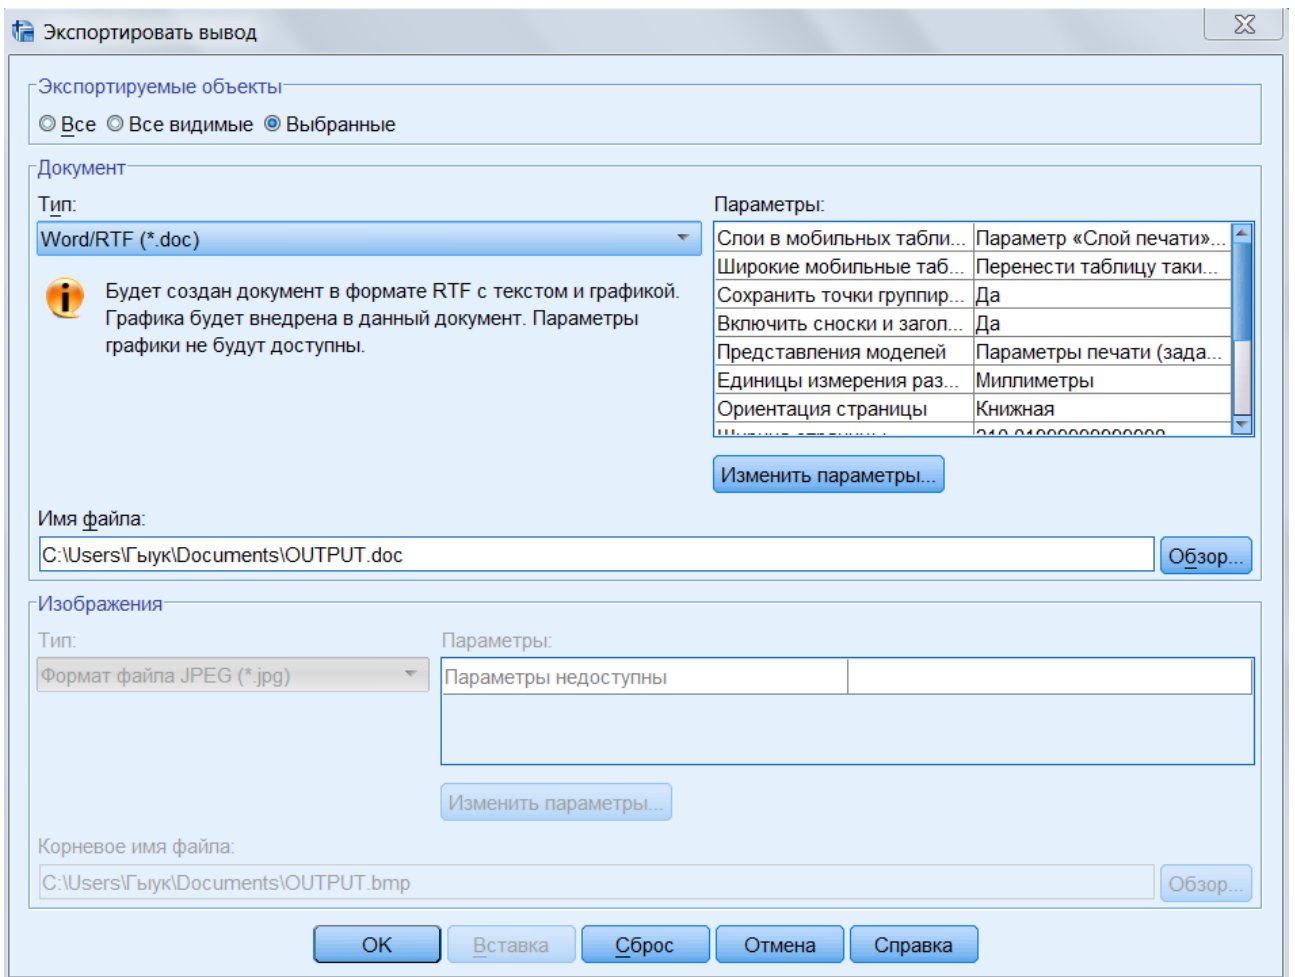 Экспортировать вывод
Экспортируемые объекты
Все Все видимые Выбранные
Документ
Тип:
Word/RTF (*.doc)
Будет создан документ в формате RTF с текстом и графикой.
Графика будет внедрена в данный документ. Параметры
графики не будут доступны.
Параметры:
Слои в мобильных табли... Параметр «Слой печати»...
Широкие мобильные таб... Перенести таблицу таки...
Сохранить точки группир... Да
Включить сноски и загол... Да
Представления моделей Параметры печати (зада...
Единицы измерения раз... Миллиметры
Ориентация страницы Книжная
Изменить параметры...
Имя файла:
C:\Users\Гыук\Documents\OUTPUT.doc
Обзор...
Изображения
Тип:
Формат файла JPEG (*.jpg)
Параметры:
Параметры недоступны
Изменить параметры...
Корневое имя файла:
C:\Users\Гыук\Documents\OUTPUT.bmp
Обзор...
OK Вставка Сброс Отмена Справка